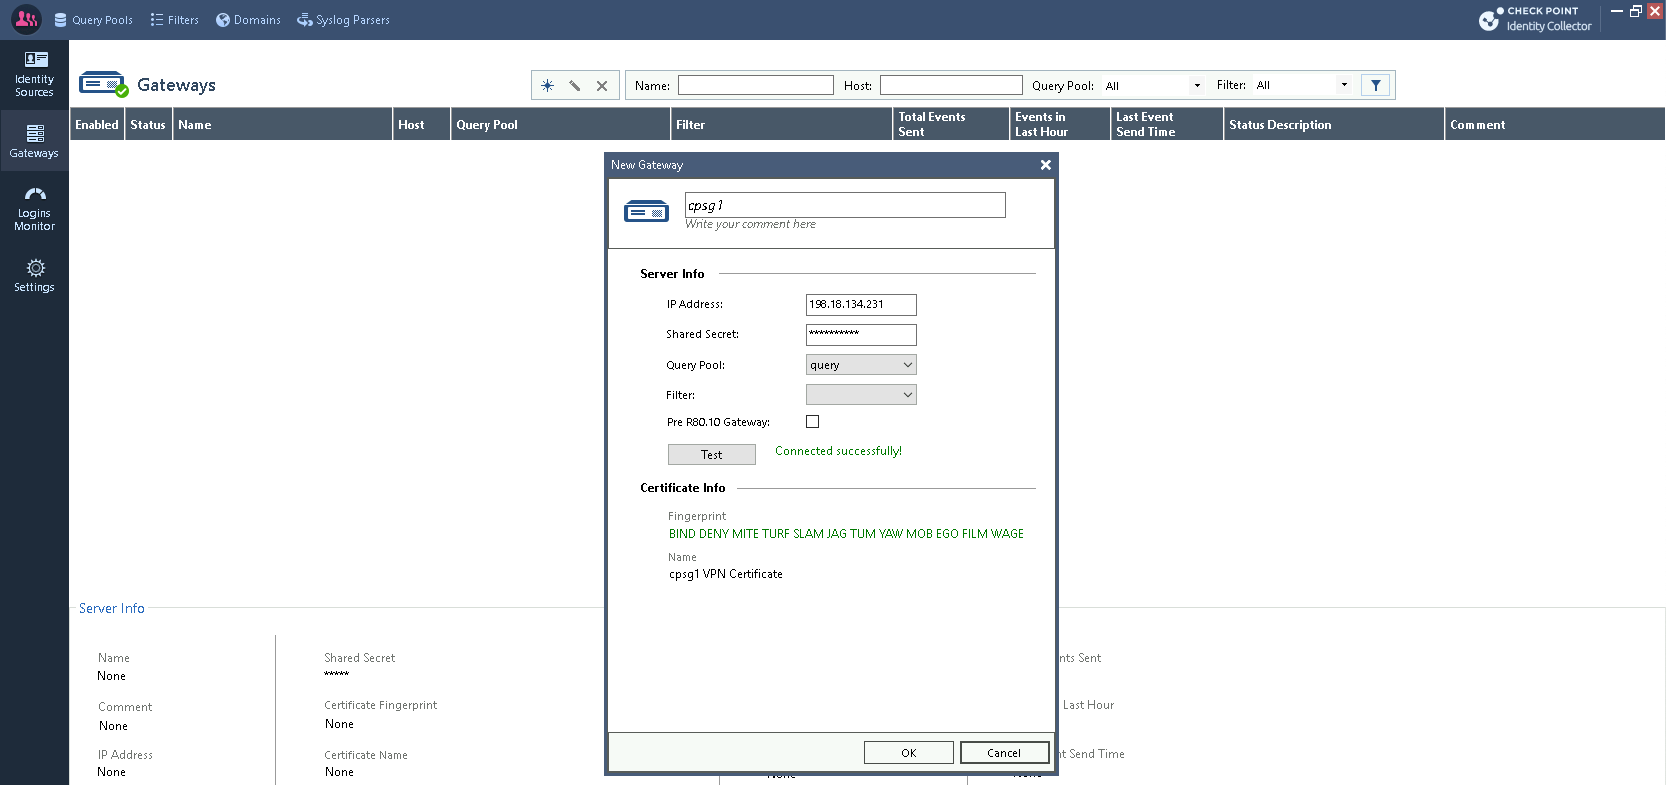 Query Pools
Filters
Domains
Syslog Parsers
CHECK POINT
Identity Collector
Identity
Sources
Gateways
Logins
Monitor
Settings
Gateways
Name:
Host:
Query Pool: All
Filter: All
Enabled
Status
Name
Host
Query Pool
Filter
Total Events
Sent
Events in
Last Hour
Last Event
Send Time
Status Description
Comment
New Gateway
cpsg1
Write your comment here
Server Info
IP Address: 198.18.134.231
Shared Secret: **********
Query Pool: query
Filter:
Pre R80.10 Gateway:
Test
Connected successfully!
Certificate Info
Fingerprint
BIND DENY MITE TURF SLAM JAG TUM YAW MOB EGO FILM WAGE
Name
cpsg1 VPN Certificate
OK
Cancel
Server Info
Name
None
Comment
None
IP Address
None
Shared Secret
*****
Certificate Fingerprint
None
Certificate Name
None
Sent
Last Hour
Send Time